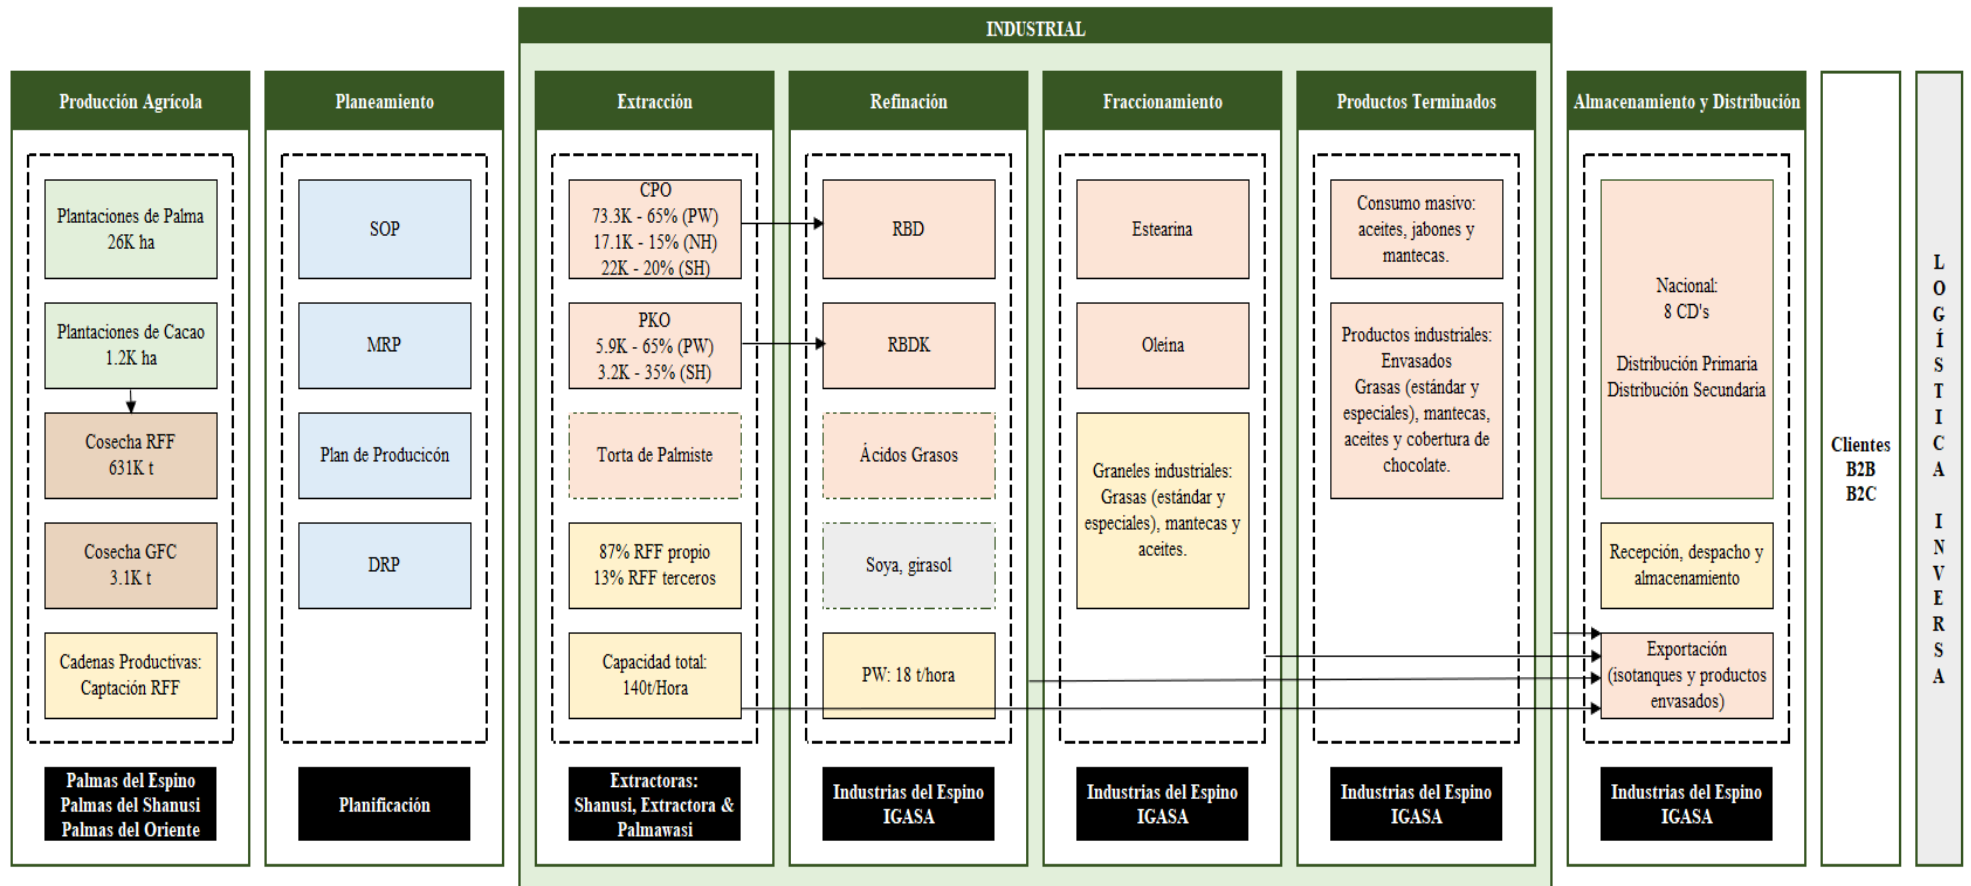 INDUSTRIAL
Producción Agrícola
Plantaciones de Palma
26K ha
Plantaciones de Cacao
1.2K ha
Cosecha RFF
631K t
Cosecha GFC
3.1K t
Cadenas Productivas:
Captación RFF
Palmas del Espino
Palmas del Shanusi
Palmas del Oriente
Planeamiento
SOP
MRP
Plan de Producicón
DRP
Planificación
Extracción
CPO
73.3K - 65% (PW)
17.1K - 15% (NH)
22K - 20% (SH)
PKO
5.9K - 65% (PW)
3.2K - 35% (SH)
Torta de Palmiste
87% RFF propio
13% RFF terceros
Capacidad total:
140t/Hora
Extractoras:
Shanusi, Extractora &
Palmawasi
Refinación
RBD
RBDK
Ácidos Grasos
Soya, girasol
PW: 18 t/hora
Industrias del Espino
IGASA
Fraccionamiento
Estearina
Oleina
Graneles industriales:
Grasas (estándar y
especiales), mantecas y
aceites.
Industrias del Espino
IGASA
Productos Terminados
Consumo masivo:
aceites, jabones y
mantecas.
Productos industriales:
Envasados
Grasas (estándar y
especiales), mantecas,
aceites y cobertura de
chocolate.
Industrias del Espino
IGASA
Almacenamiento y Distribución
Nacional:
8 CD's
Distribución Primaria
Distribución Secundaria
Recepción, despacho y
almacenamiento
Exportación
(isotanques y productos
envasados)
Industrias del Espino
IGASA
Clientes
B2B
B2C
LOGÍSTICA INVERSA